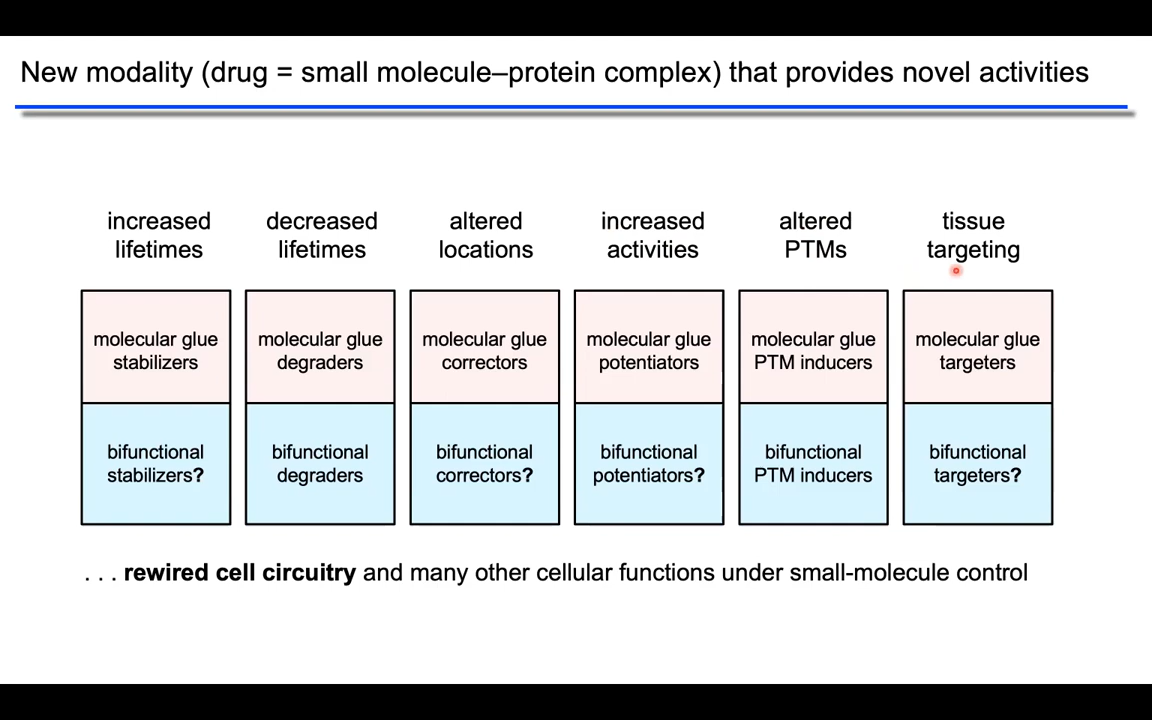 New modality (drug = small molecule–protein complex) that provides novel activities
increased
lifetimes
decreased
lifetimes
altered
locations
increased
activities
altered
PTMs
tissue
targeting
molecular glue
stabilizers
molecular glue
degraders
molecular glue
correctors
molecular glue
potentiators
molecular glue
PTM inducers
molecular glue
targeters
bifunctional
stabilizers?
bifunctional
degraders
bifunctional
correctors?
bifunctional
potentiators?
bifunctional
PTM inducers
bifunctional
targeters?
. . . rewired cell circuitry and many other cellular functions under small-molecule control